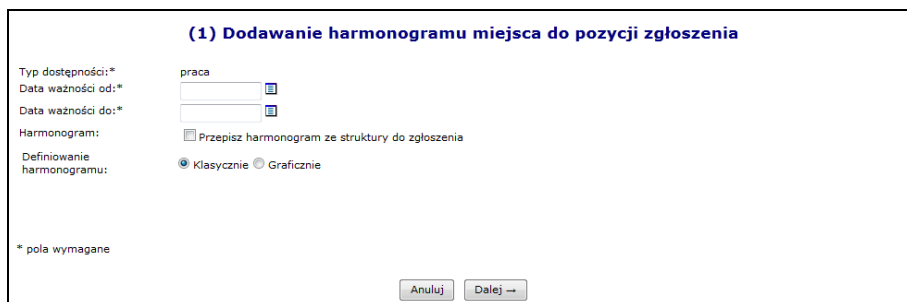 (1) Dodawanie harmonogramu miejsca do pozycji zgłoszenia
Typ dostępności:* praca
Data ważności od:*
Data ważności do:*
Harmonogram: Przepisz harmonogram ze struktury do zgłoszenia
Definiowanie
harmonogramu: Klasycznie Graficznie
* pola wymagane
Anuluj Dalej →